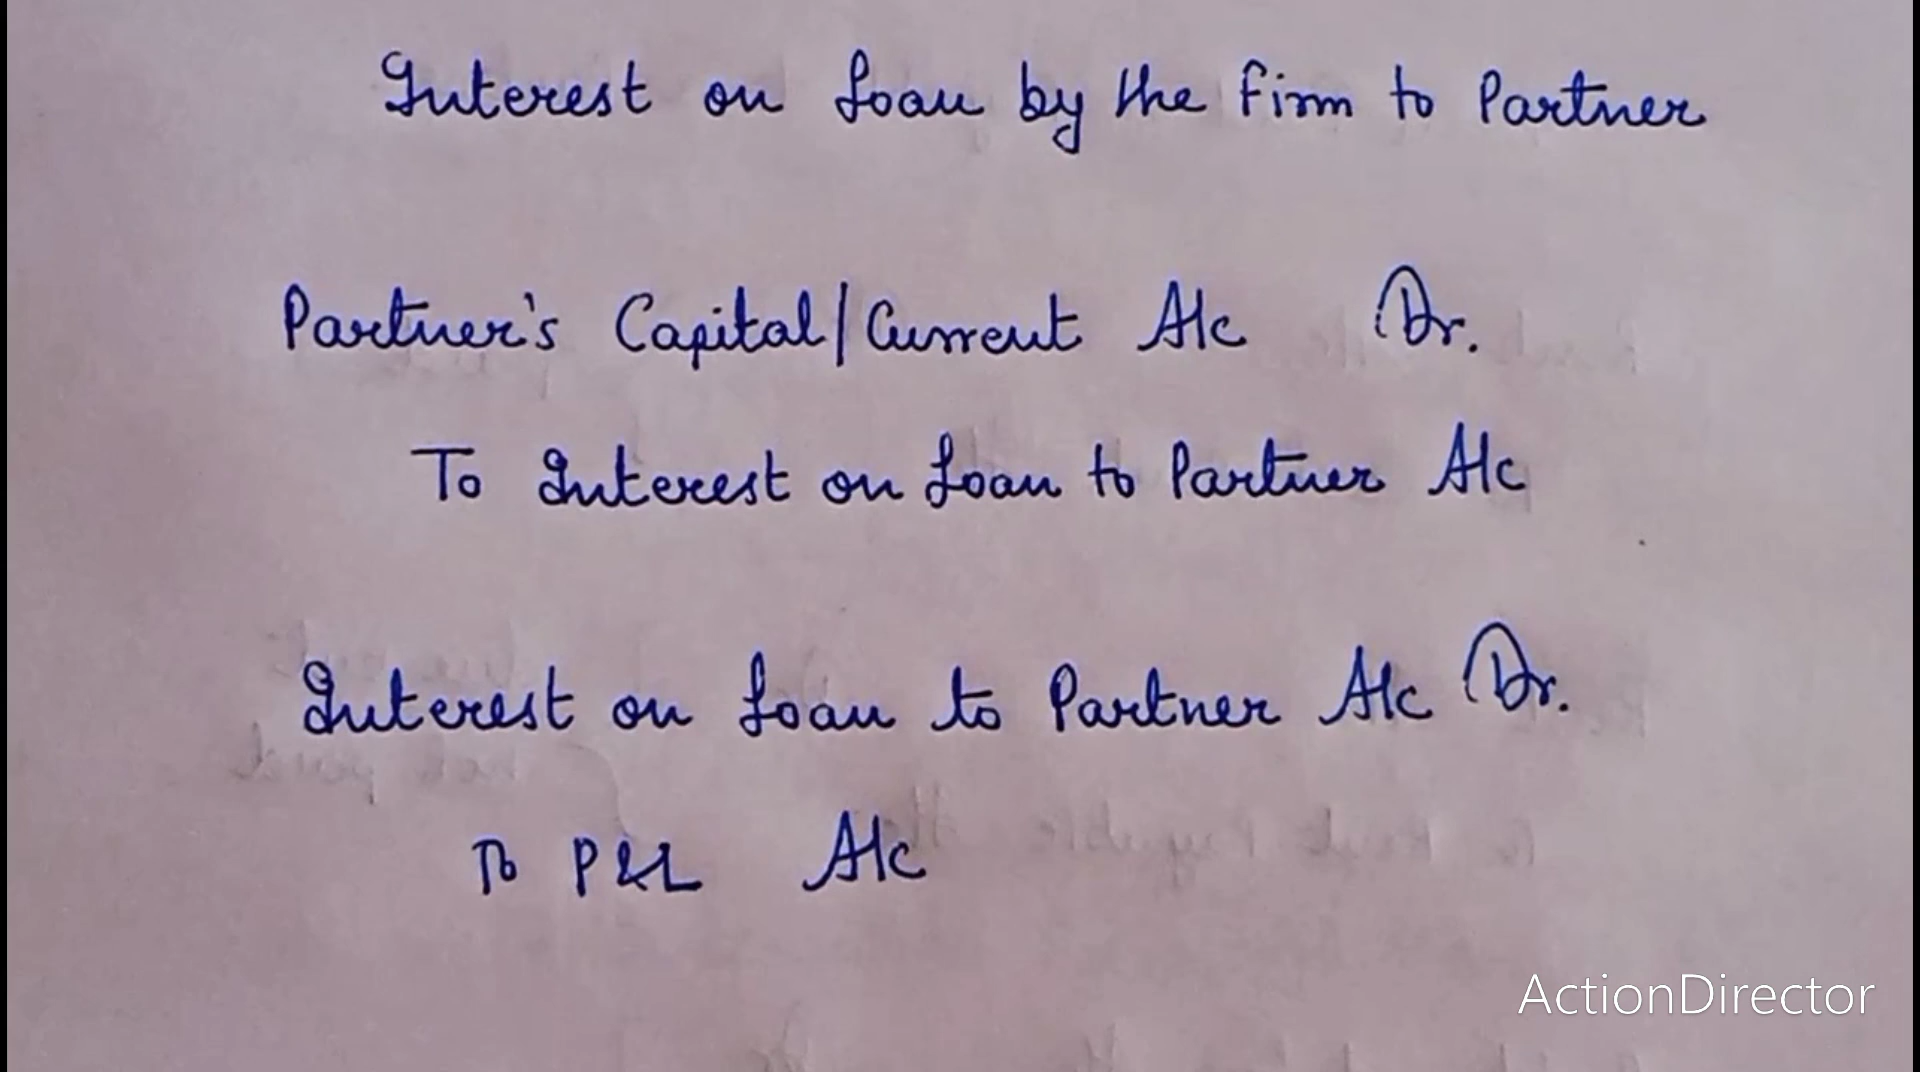 Interest on Loan by the Firm to Partner
Partner's Capital/Current A/c Dr.
To Interest on Loan to Partner A/c
Interest on Loan to Partner A/c Dr.
To P&L A/c
ActionDirector